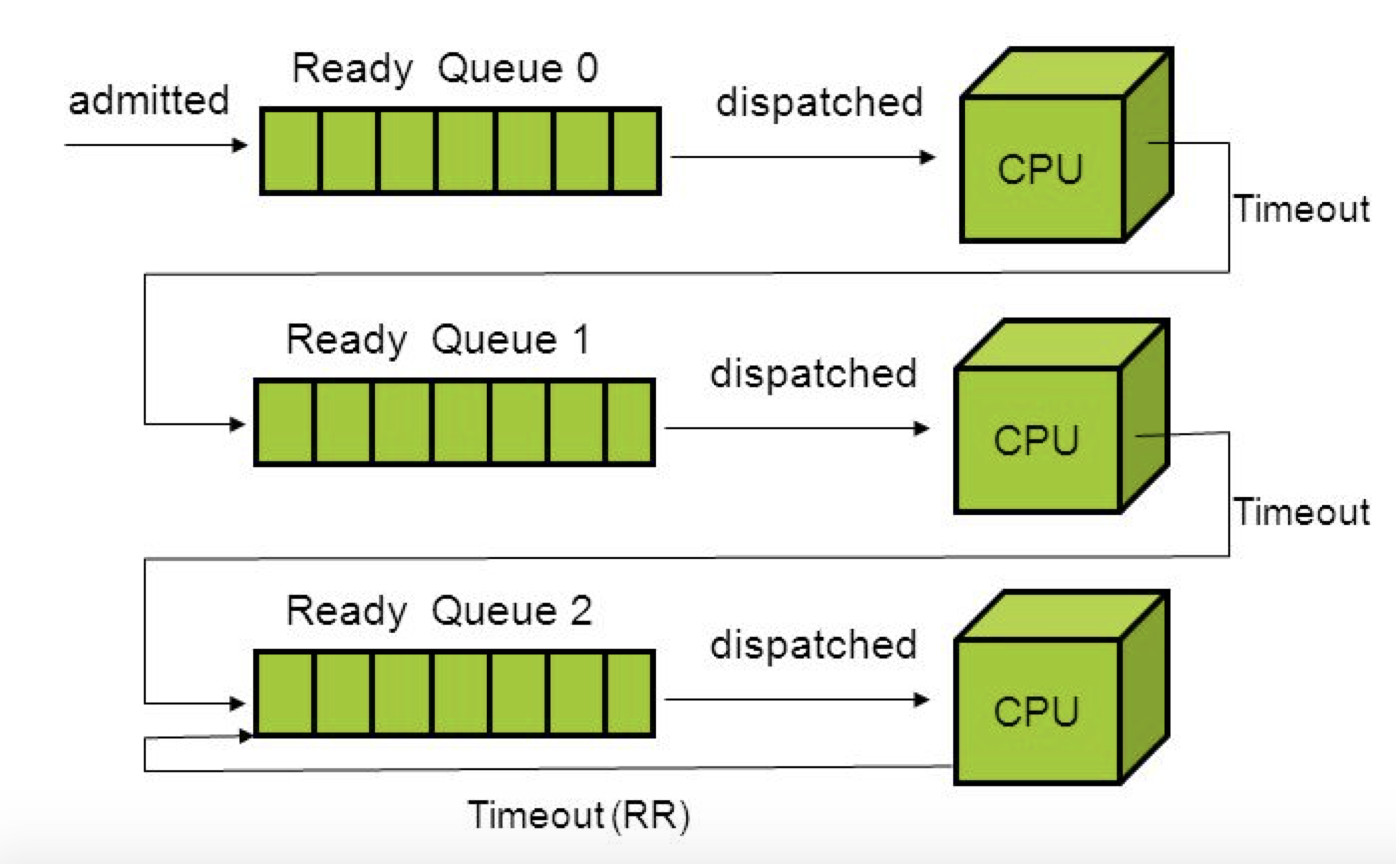 Ready Queue 0
admitted
dispatched
CPU
Timeout
Ready Queue 1
dispatched
CPU
Timeout
Ready Queue 2
dispatched
CPU
Timeout (RR)